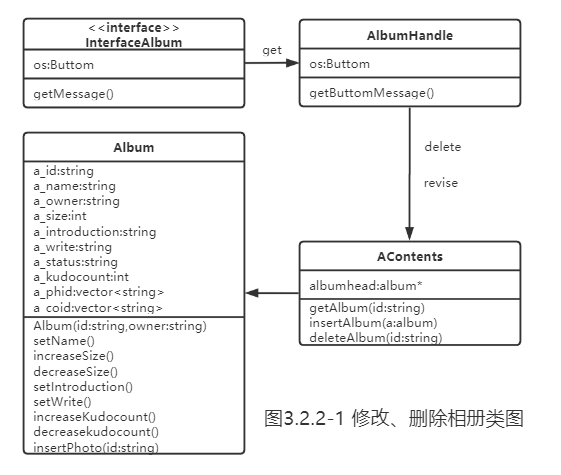 <<interface>>
InterfaceAlbum
os:Buttom
getMessage()
get
AlbumHandle
os:Buttom
getButtomMessage()
delete
revise
Album
a_id:string
a_name:string
a_owner:string
a_size:int
a_introduction:string
a_write:string
a_status:string
a_kudocount:int
a_phid:vector<string>
a_coid:vector<string>
Album(id:string,owner:string)
setName()
increaseSize()
decreaseSize()
setIntroduction()
setWrite()
increaseKudocount()
decreasekudocount()
insertPhoto(id:string)
AContents
albumhead:album*
getAlbum(id:string)
insertAlbum(a:album)
deleteAlbum(id:string)
图3.2.2-1 修改、删除相册类图